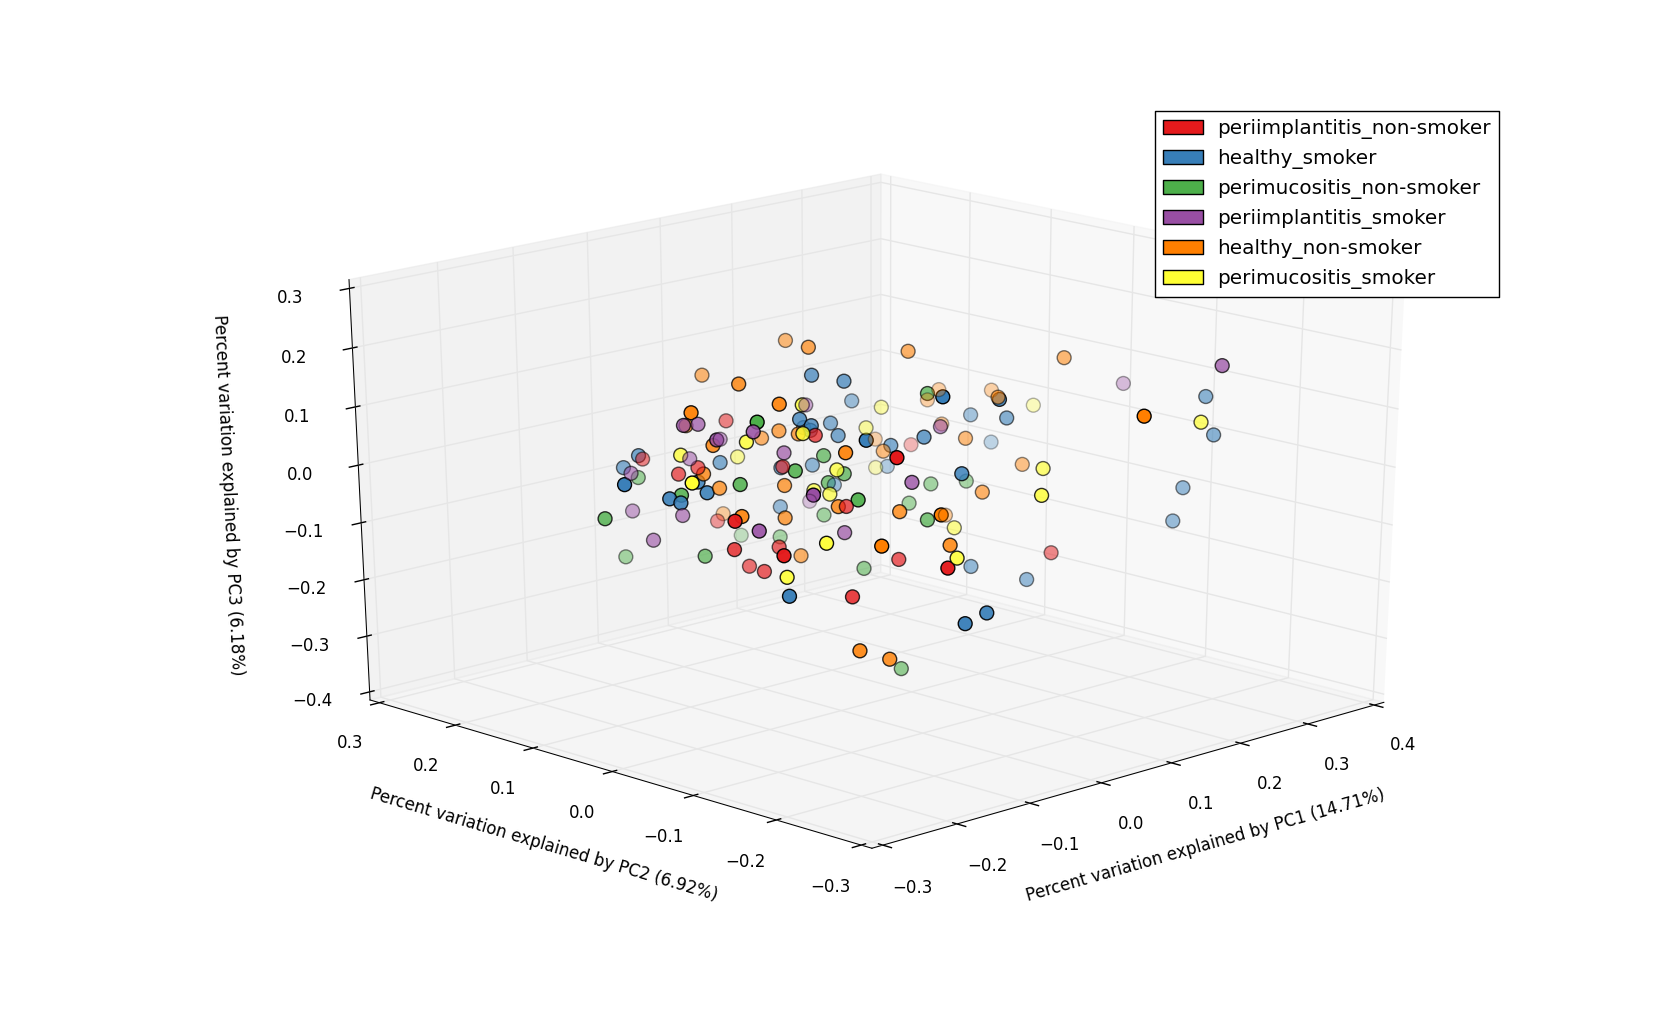 periimplantitis_non-smoker
healthy_smoker
perimucositis_non-smoker
periimplantitis_smoker
healthy_non-smoker
perimucositis_smoker
Percent variation explained by PC3 (6.18%)
0.3
0.2
0.1
0.0
−0.1
−0.2
−0.3
−0.4
0.3
0.2
0.1
0.0
−0.1
−0.2
−0.3
Percent variation explained by PC2 (6.92%)
−0.3
−0.2
−0.1
0.0
0.1
0.2
0.3
0.4
Percent variation explained by PC1 (14.71%)